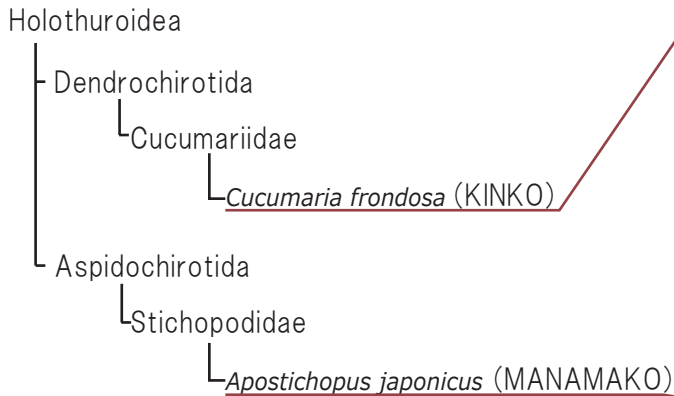 Holothuroidea
Dendrochirotida
Cucumariidae
Cucumaria frondosa (KINKO)
Aspidochirotida
Stichopodidae
Apostichopus japonicus (MANAMAKO)